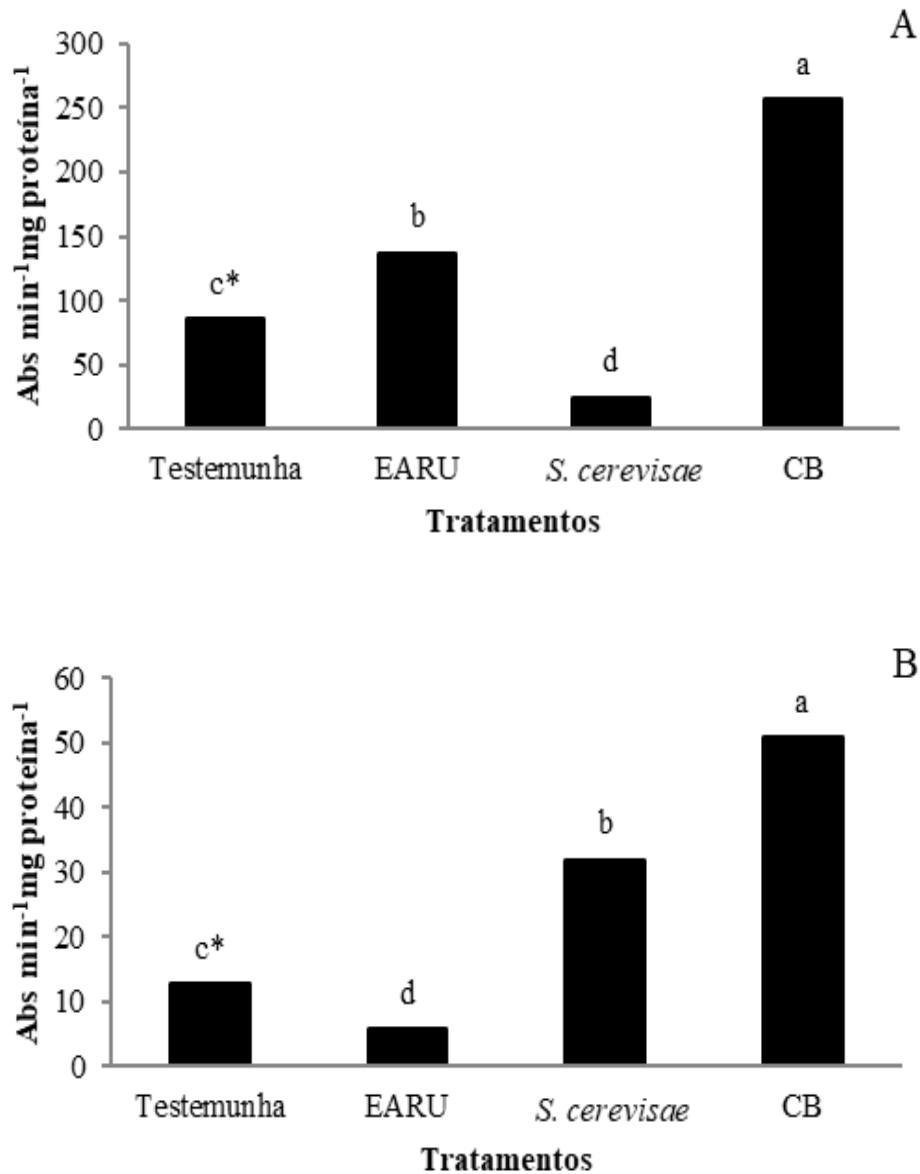 A
Abs min⁻¹mg proteína⁻¹
300
250
200
150
100
50
0
c*
b
d
a
Testemunha EARU S. cerevisae CB
Tratamentos
B
Abs min⁻¹mg proteína⁻¹
60
50
40
30
20
10
0
c*
d
b
a
Testemunha EARU S. cerevisae CB
Tratamentos